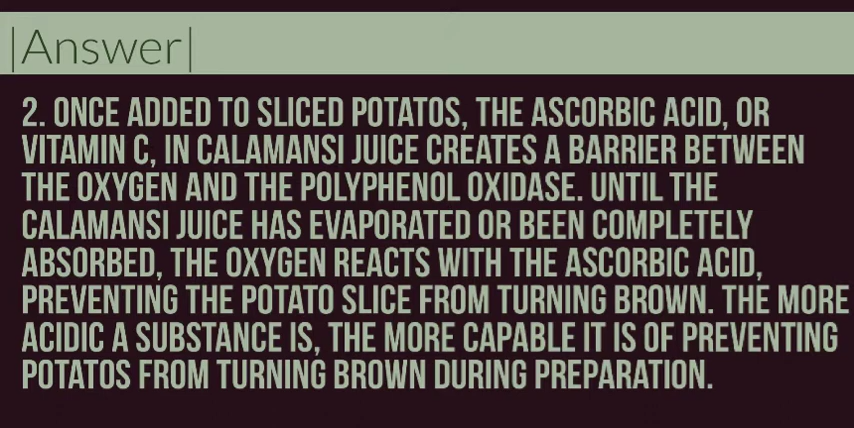 |Answer|
2. ONCE ADDED TO SLICED POTATOS, THE ASCORBIC ACID, OR
VITAMIN C, IN CALAMANSI JUICE CREATES A BARRIER BETWEEN
THE OXYGEN AND THE POLYPHENOL OXIDASE. UNTIL THE
CALAMANSI JUICE HAS EVAPORATED OR BEEN COMPLETELY
ABSORBED, THE OXYGEN REACTS WITH THE ASCORBIC ACID,
PREVENTING THE POTATO SLICE FROM TURNING BROWN. THE MORE
ACIDIC A SUBSTANCE IS, THE MORE CAPABLE IT IS OF PREVENTING
POTATOS FROM TURNING BROWN DURING PREPARATION.